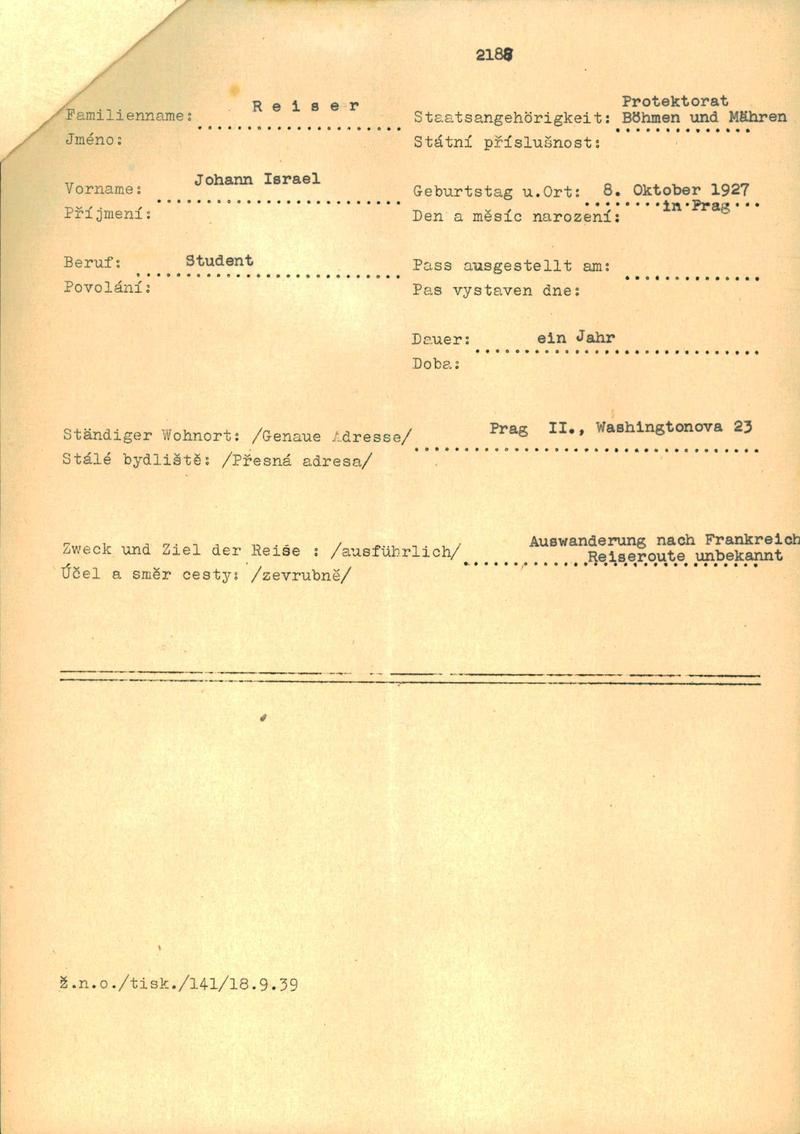 2188
Familienname: R e i s e r
Jméno:
Staatsangehörigkeit: Protektorat
Böhmen und Mähren
Státní příslušnost:
Vorname: Johann Israel
Příjmení:
Geburtstag u.Ort: 8. Oktober 1927
in Prag
Den a měsíc narození:
Beruf: Student
Povolání:
Pass ausgestellt am:
Pas vystaven dne:
Dauer: ein Jahr
Doba:
Ständiger Wohnort: /Genaue Adresse/ Prag II., Washingtonova 23
Stálé bydliště: /Přesná adresa/
Zweck und Ziel der Reise : /ausführlich/ Auswanderung nach Frankreich
Reiseroute unbekannt
Účel a směr cesty: /zevrubně/
ž.n.o./tisk./141/18.9.39